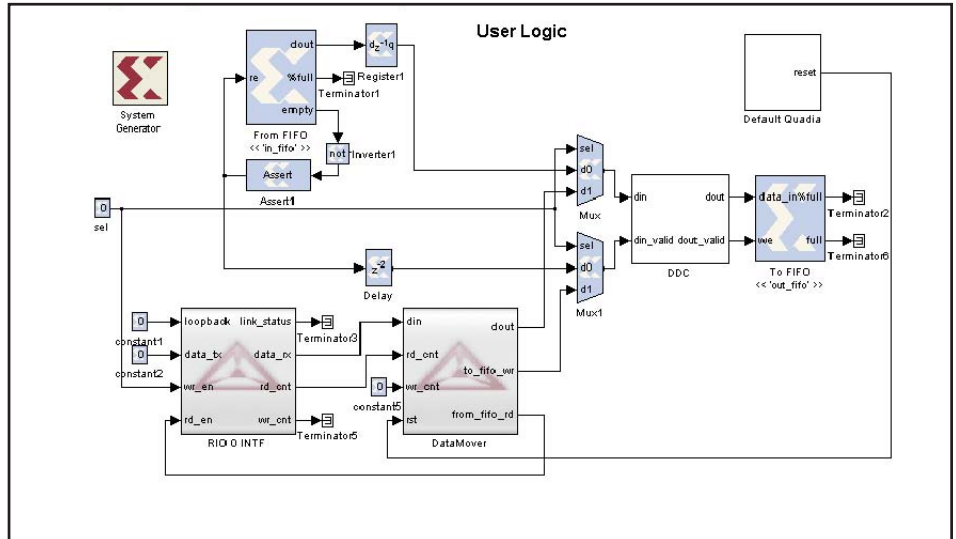 User Logic
System
Generator
re
dout
%full
empty
From FIFO
<< 'in_fifo' >>
d z⁻¹ q
Register1
Terminator1
not
Inverter1
Assert
Assert1
reset
Default Quadia
0
sel
z⁻²
Delay
sel
d0
d1
Mux
sel
d0
d1
Mux1
din
dout
din_valid
dout_valid
DDC
data_in
%full
we
full
To FIFO
<< 'out_fifo' >>
Terminator2
Terminator6
0
constant1
0
constant2
loopback
link_status
data_tx
data_rx
wr_en
rd_cnt
rd_en
wr_cnt
RIO 0 INTF
Terminator3
Terminator5
0
constant5
din
dout
rd_cnt
to_fifo_wr
wr_cnt
rst
from_fifo_rd
DataMover